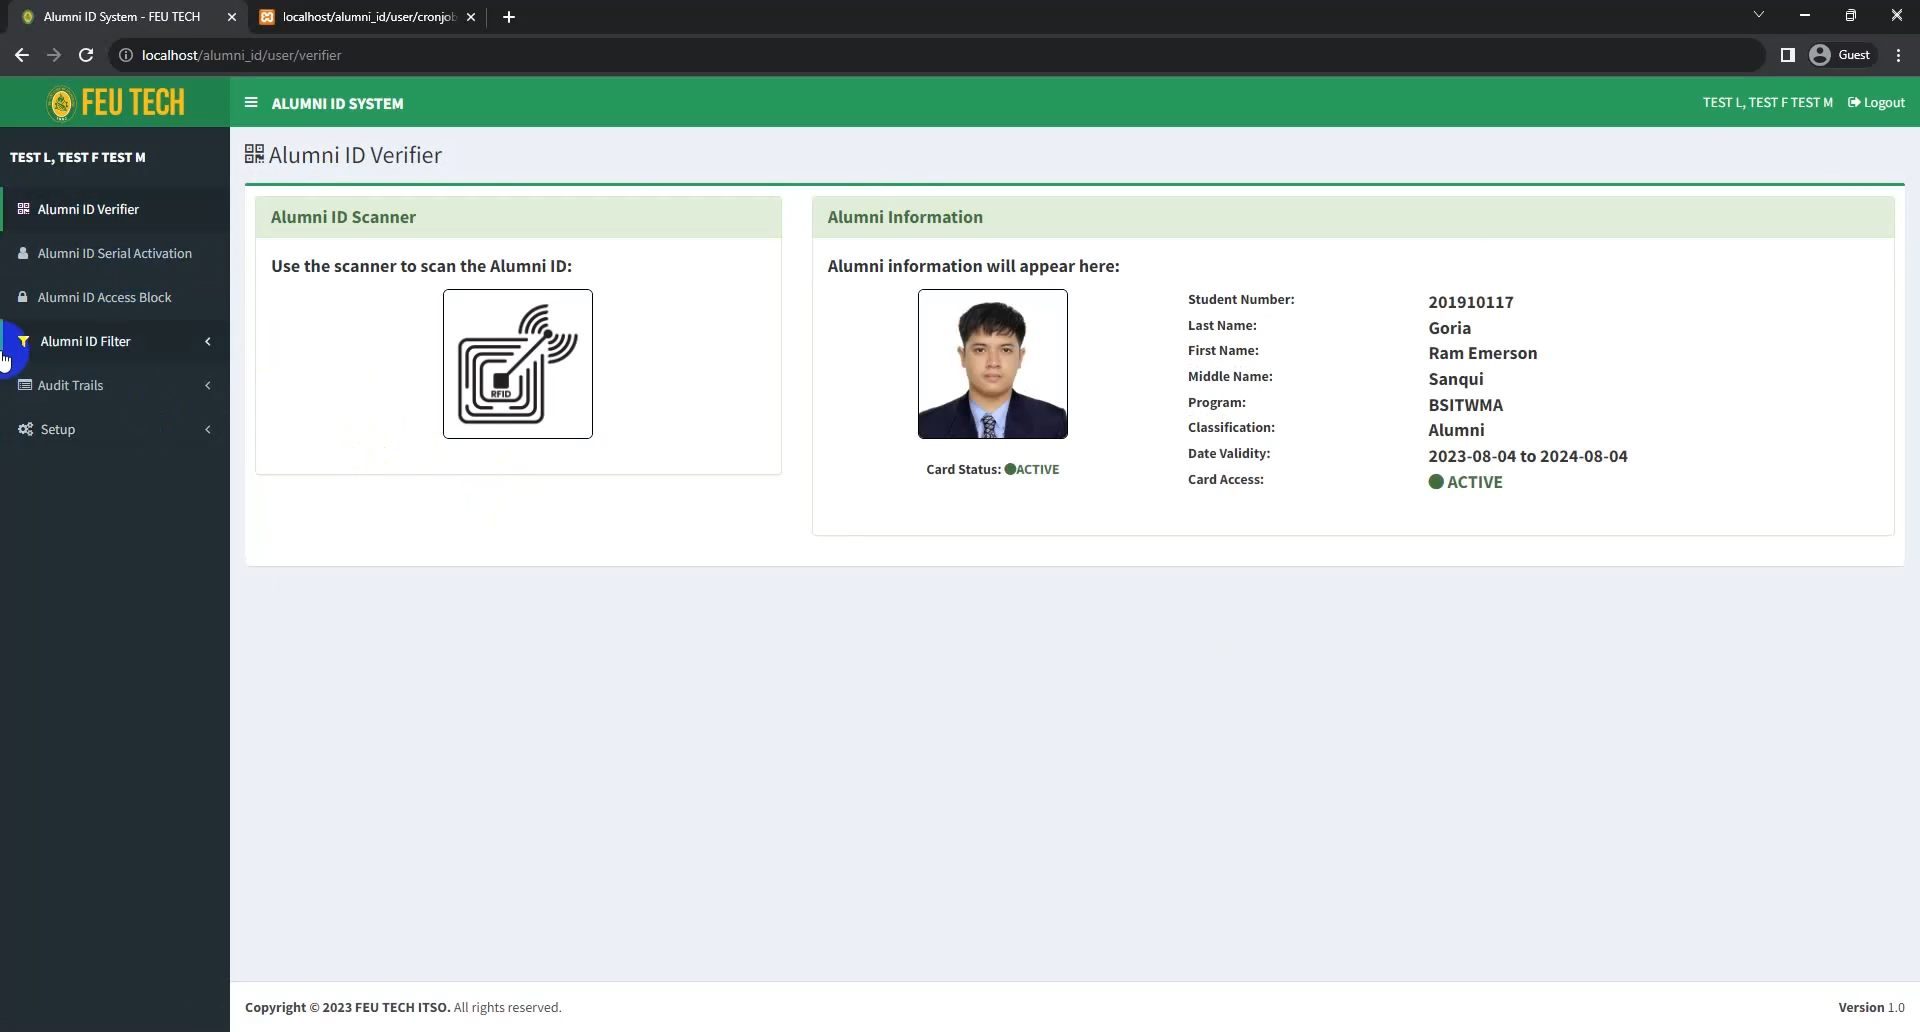 Alumni ID System - FEU TECH
localhost/alumni_id/user/cronjob
localhost/alumni_id/user/verifier
Guest
FEU TECH
ALUMNI ID SYSTEM
TEST L, TEST F TEST M
Logout
TEST L, TEST F TEST M
Alumni ID Verifier
Alumni ID Serial Activation
Alumni ID Access Block
Alumni ID Filter
Audit Trails
Setup
Alumni ID Verifier
Alumni ID Scanner
Use the scanner to scan the Alumni ID:
RFID
Alumni Information
Alumni information will appear here:
Card Status: ACTIVE
Student Number: 201910117
Last Name: Goria
First Name: Ram Emerson
Middle Name: Sanqui
Program: BSITWMA
Classification: Alumni
Date Validity: 2023-08-04 to 2024-08-04
Card Access: ACTIVE
Copyright © 2023 FEU TECH ITSO. All rights reserved.
Version 1.0